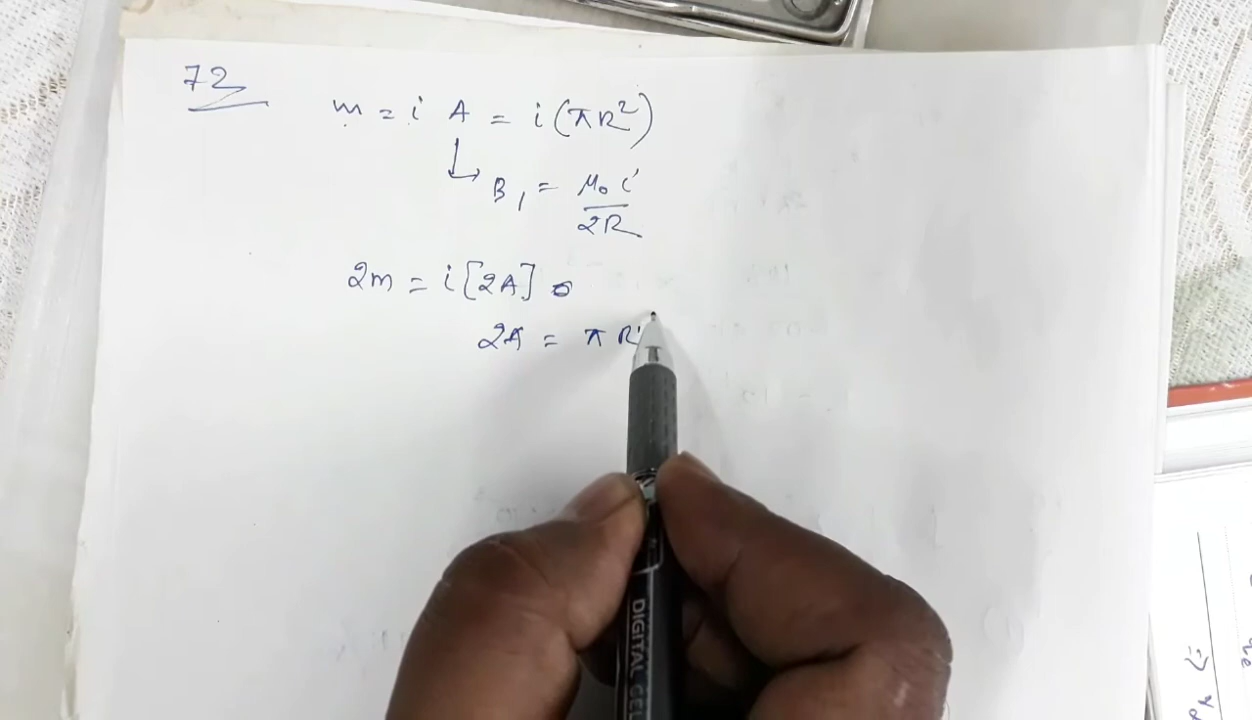 72
m = i A = i (πR²)
B₁ = μ₀ i / 2R
2m = i [2A]
2A = πR'
DIGITAL CEL